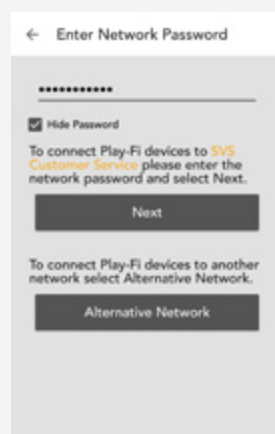 Enter Network Password
•••••••••••
Hide Password
To connect Play-Fi devices to SVS
Customer Service please enter the
network password and select Next.
Next
To connect Play-Fi devices to another
network select Alternative Network.
Alternative Network